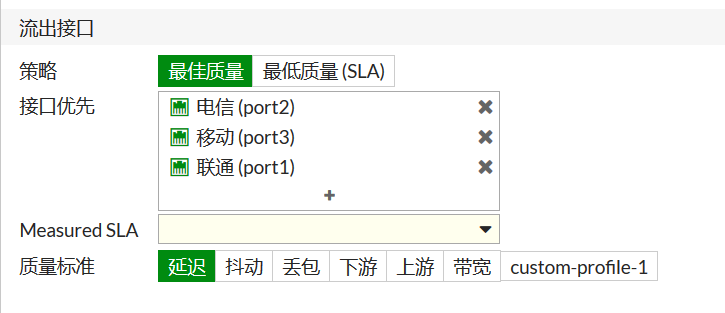 流出接口
策略 最佳质量 最低质量 (SLA)
接口优先 电信 (port2)
移动 (port3)
联通 (port1)
+
Measured SLA
质量标准 延迟 抖动 丢包 下游 上游 带宽 custom-profile-1